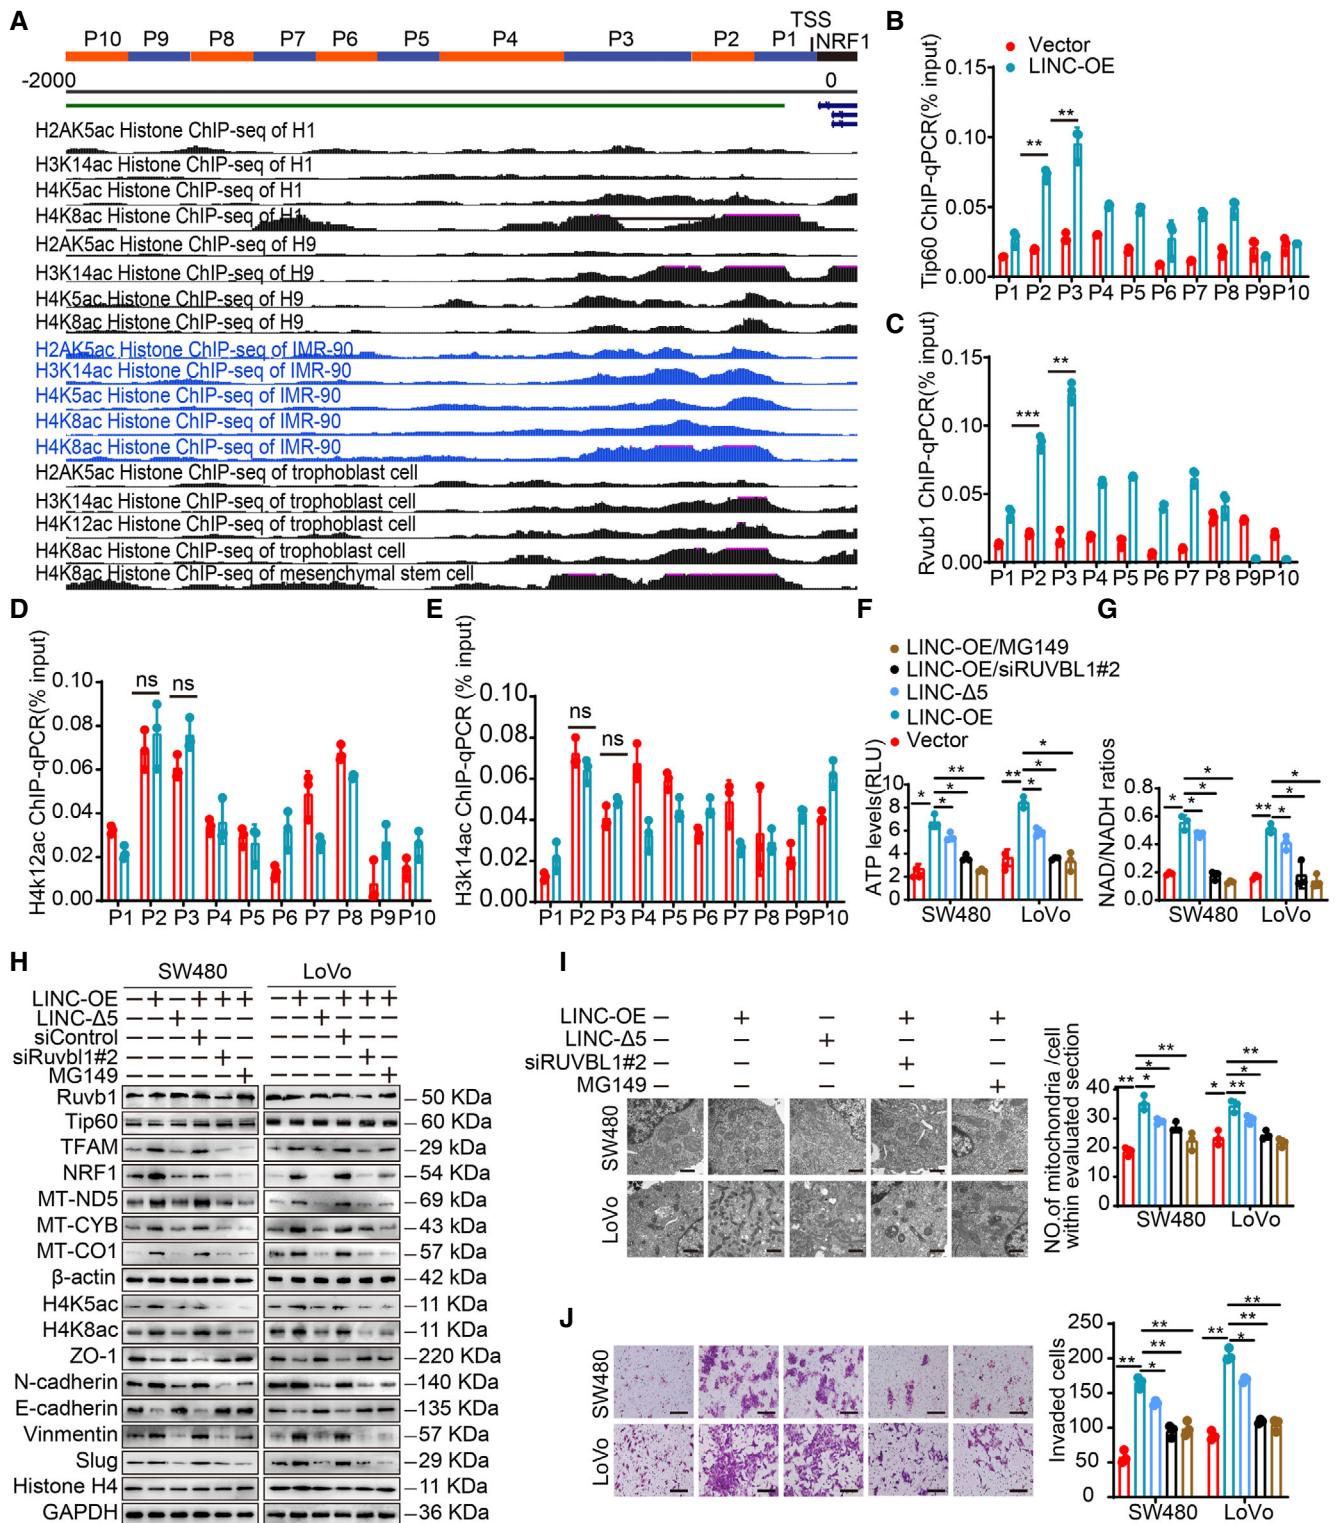 A
TSS
P10 P9 P8 P7 P6 P5 P4 P3 P2 P1 NRF1
-2000 0
H2AK5ac Histone ChIP-seq of H1
H3K14ac Histone ChIP-seq of H1
H4K5ac Histone ChIP-seq of H1
H4K8ac Histone ChIP-seq of H1
H2AK5ac Histone ChIP-seq of H9
H3K14ac Histone ChIP-seq of H9
H4K5ac Histone ChIP-seq of H9
H4K8ac Histone ChIP-seq of H9
H2AK5ac Histone ChIP-seq of IMR-90
H3K14ac Histone ChIP-seq of IMR-90
H4K5ac Histone ChIP-seq of IMR-90
H4K8ac Histone ChIP-seq of IMR-90
H4K8ac Histone ChIP-seq of IMR-90
H2AK5ac Histone ChIP-seq of trophoblast cell
H3K14ac Histone ChIP-seq of trophoblast cell
H4K12ac Histone ChIP-seq of trophoblast cell
H4K8ac Histone ChIP-seq of trophoblast cell
H4K8ac Histone ChIP-seq of mesenchymal stem cell
B
Vector
LINC-OE
Tip60 ChIP-qPCR(% input)
0.15
0.10
0.05
0.00
** **
P1 P2 P3 P4 P5 P6 P7 P8 P9 P10
C
Rvub1 ChIP-qPCR(% input)
0.15
0.10
0.05
0.00
*** **
P1 P2 P3 P4 P5 P6 P7 P8 P9 P10
D
H4k12ac ChIP-qPCR(% input)
0.10
0.08
0.06
0.04
0.02
0.00
ns ns
P1 P2 P3 P4 P5 P6 P7 P8 P9 P10
E
H3k14ac ChIP-qPCR (% input)
0.10
0.08
0.06
0.04
0.02
0.00
ns ns
P1 P2 P3 P4 P5 P6 P7 P8 P9 P10
F
LINC-OE/MG149
LINC-OE/siRUVBL1#2
LINC-Δ5
LINC-OE
Vector
ATP levels(RLU)
10
8
6
4
2
0
* * * ** ** * * *
SW480 LoVo
G
NAD/NADH ratios
0.8
0.6
0.4
0.2
0.0
* * * * ** * * *
SW480 LoVo
H
SW480 LoVo
LINC-OE − + − + + + − + − + + +
LINC-Δ5 − − + − − − − − + − − −
siControl − − − + − − − − − + − −
siRuvbl1#2 − − − − + − − − − − + −
MG149 − − − − − + − − − − − +
Ruvb1 – 50 KDa
Tip60 – 60 KDa
TFAM – 29 kDa
NRF1 – 54 KDa
MT-ND5 – 69 kDa
MT-CYB – 43 kDa
MT-CO1 – 57 kDa
β-actin – 42 kDa
H4K5ac – 11 KDa
H4K8ac – 11 KDa
ZO-1 –220 KDa
N-cadherin –140 KDa
E-cadherin –135 KDa
Vinmentin – 57 KDa
Slug – 29 KDa
Histone H4 – 11 KDa
GAPDH – 36 KDa
I
LINC-OE − + − + +
LINC-Δ5 − − + − −
siRUVBL1#2 − − − + −
MG149 − − − − +
SW480
LoVo
NO.of mitochondria /cell
within evaluated section
40
30
20
10
0
** * * ** * ** * **
SW480 LoVo
J
SW480
LoVo
Invaded cells
250
200
150
100
50
0
** * ** ** ** * ** **
SW480 LoVo